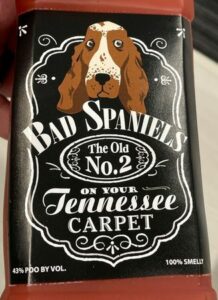 BAD SPANIELS
The Old
No.2
ON YOUR
Tennessee
CARPET
43% POO BY VOL.
100% SMELLY